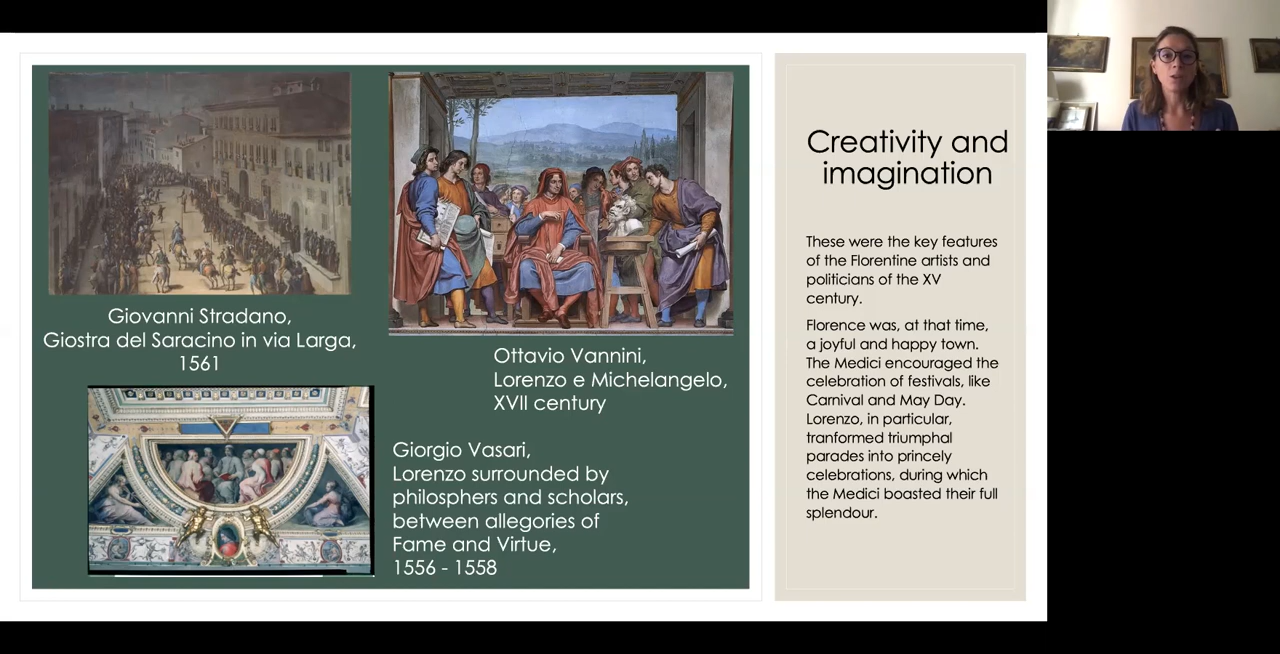 Giovanni Stradano,
Giostra del Saracino in via Larga,
1561
Ottavio Vannini,
Lorenzo e Michelangelo,
XVII century
Giorgio Vasari,
Lorenzo surrounded by
philosphers and scholars,
between allegories of
Fame and Virtue,
1556 - 1558
Creativity and
imagination
These were the key features
of the Florentine artists and
politicians of the XV
century.
Florence was, at that time,
a joyful and happy town.
The Medici encouraged the
celebration of festivals, like
Carnival and May Day.
Lorenzo, in particular,
tranformed triumphal
parades into princely
celebrations, during which
the Medici boasted their full
splendour.